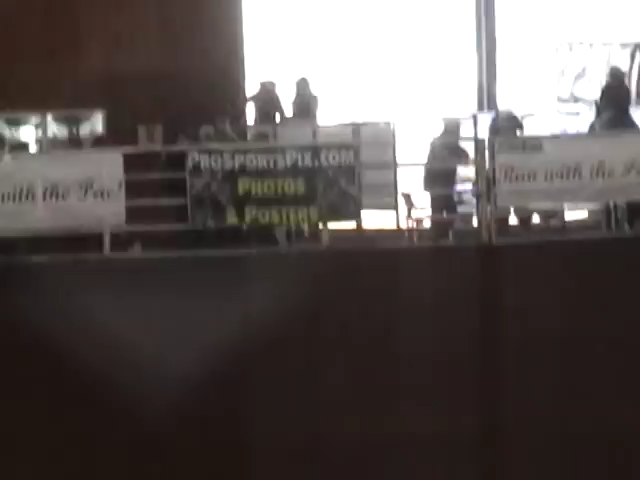 with the Pac!
PROSPORTSPIX.COM
PHOTOS
& POSTERS
Run with the